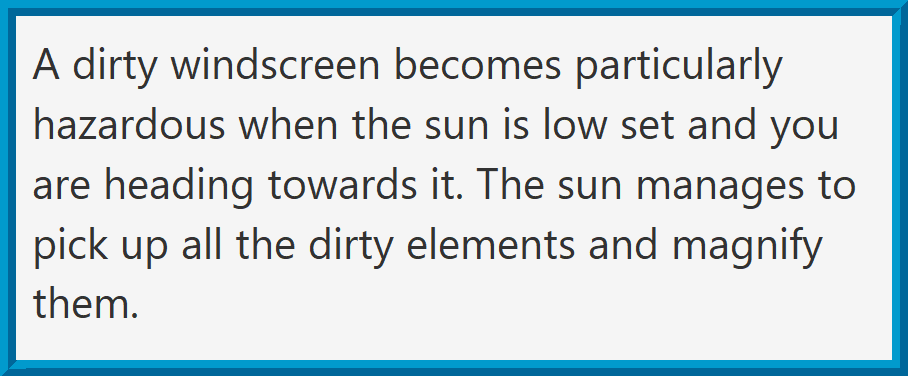 A dirty windscreen becomes particularly
hazardous when the sun is low set and you
are heading towards it. The sun manages to
pick up all the dirty elements and magnify
them.